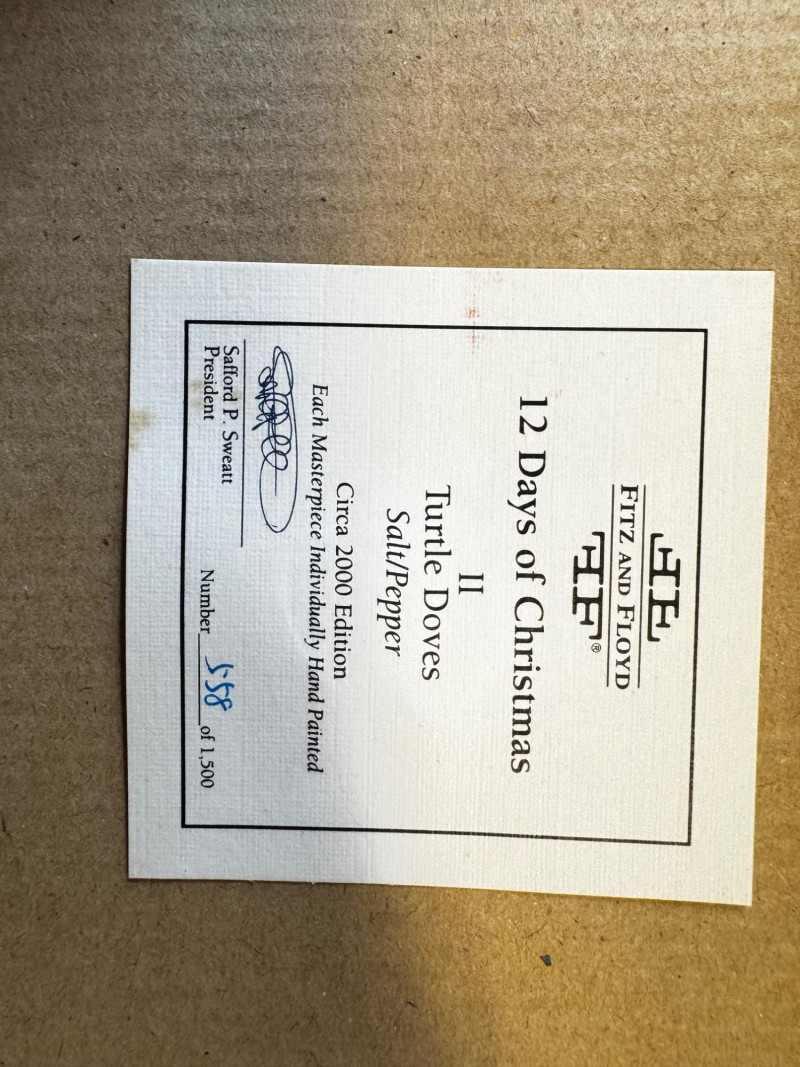 FITZ AND FLOYD
FF®
12 Days of Christmas
II
Turtle Doves
Salt/Pepper
Circa 2000 Edition
Each Masterpiece Individually Hand Painted
Safford P. Sweatt
President
Number 558 of 1,500